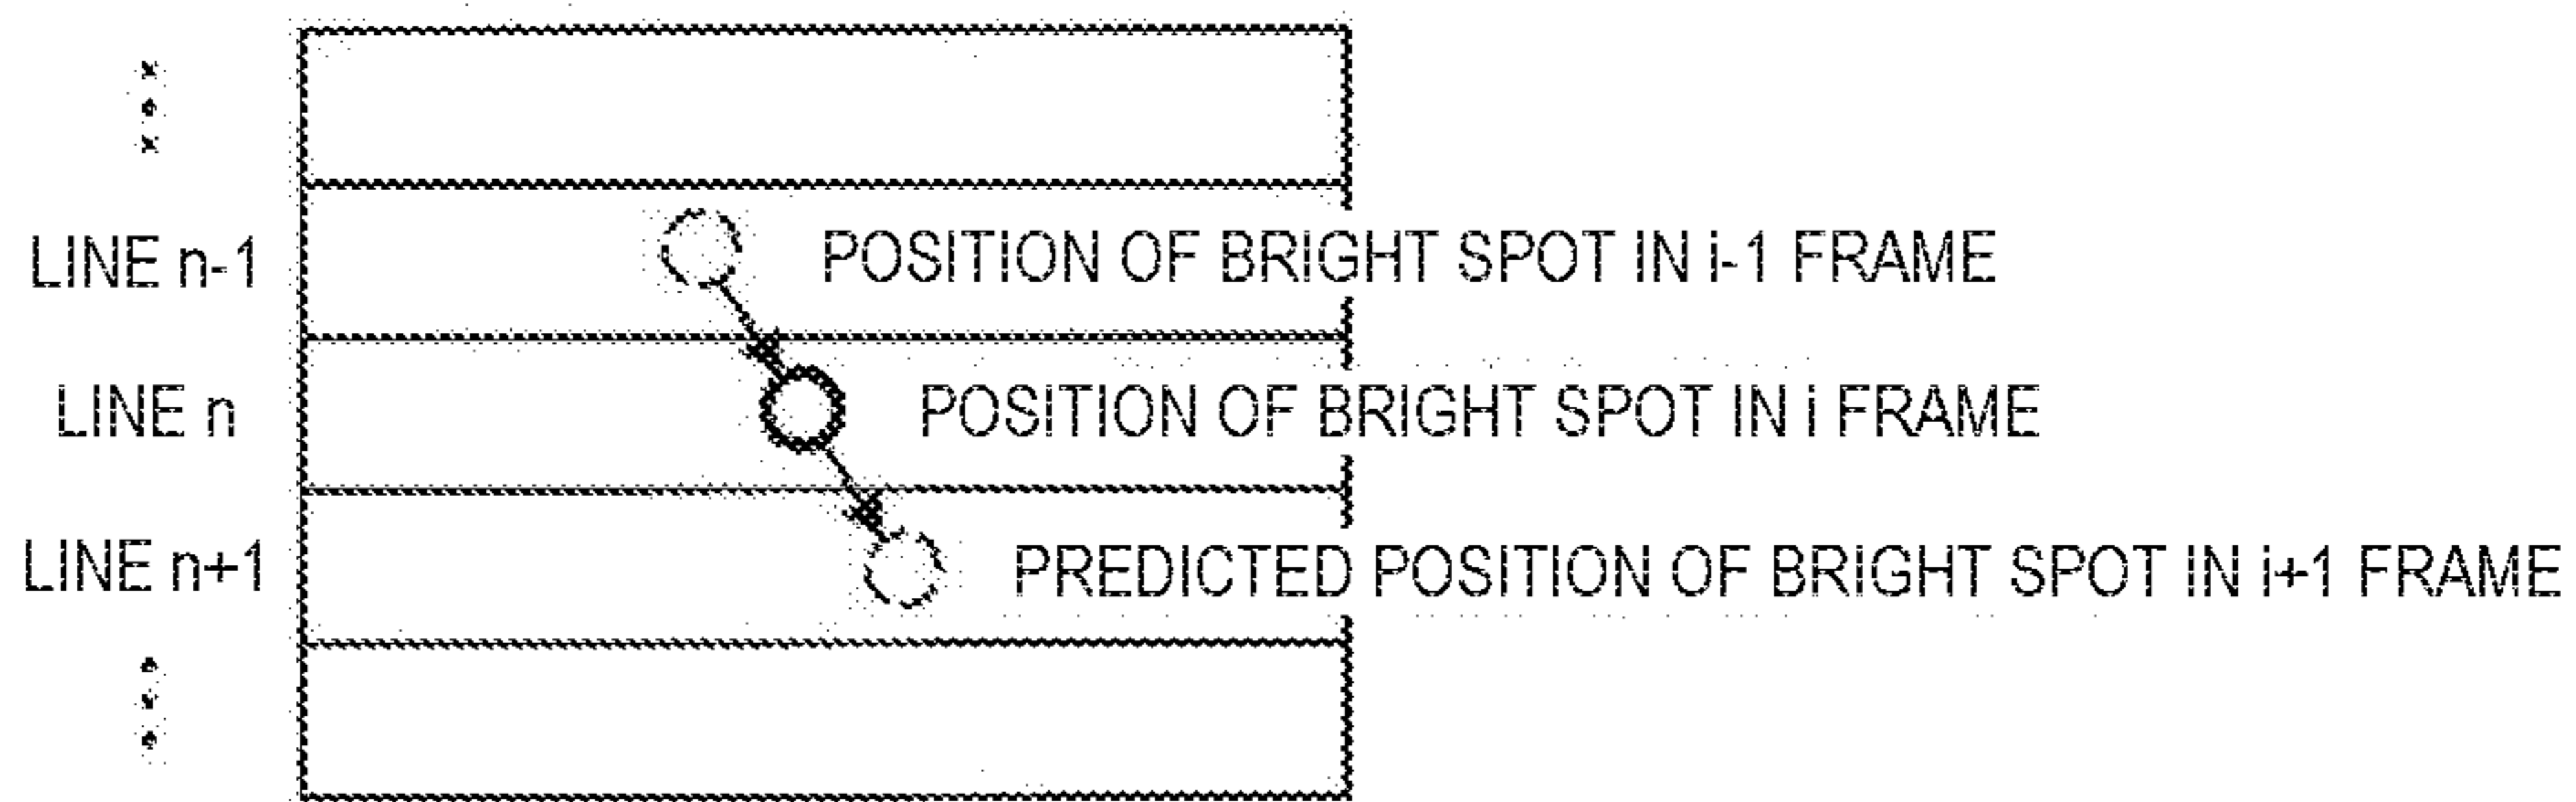 LINE n-1 POSITION OF BRIGHT SPOT IN i-1 FRAME
LINE n POSITION OF BRIGHT SPOT IN i FRAME
LINE n+1 PREDICTED POSITION OF BRIGHT SPOT IN i+1 FRAME